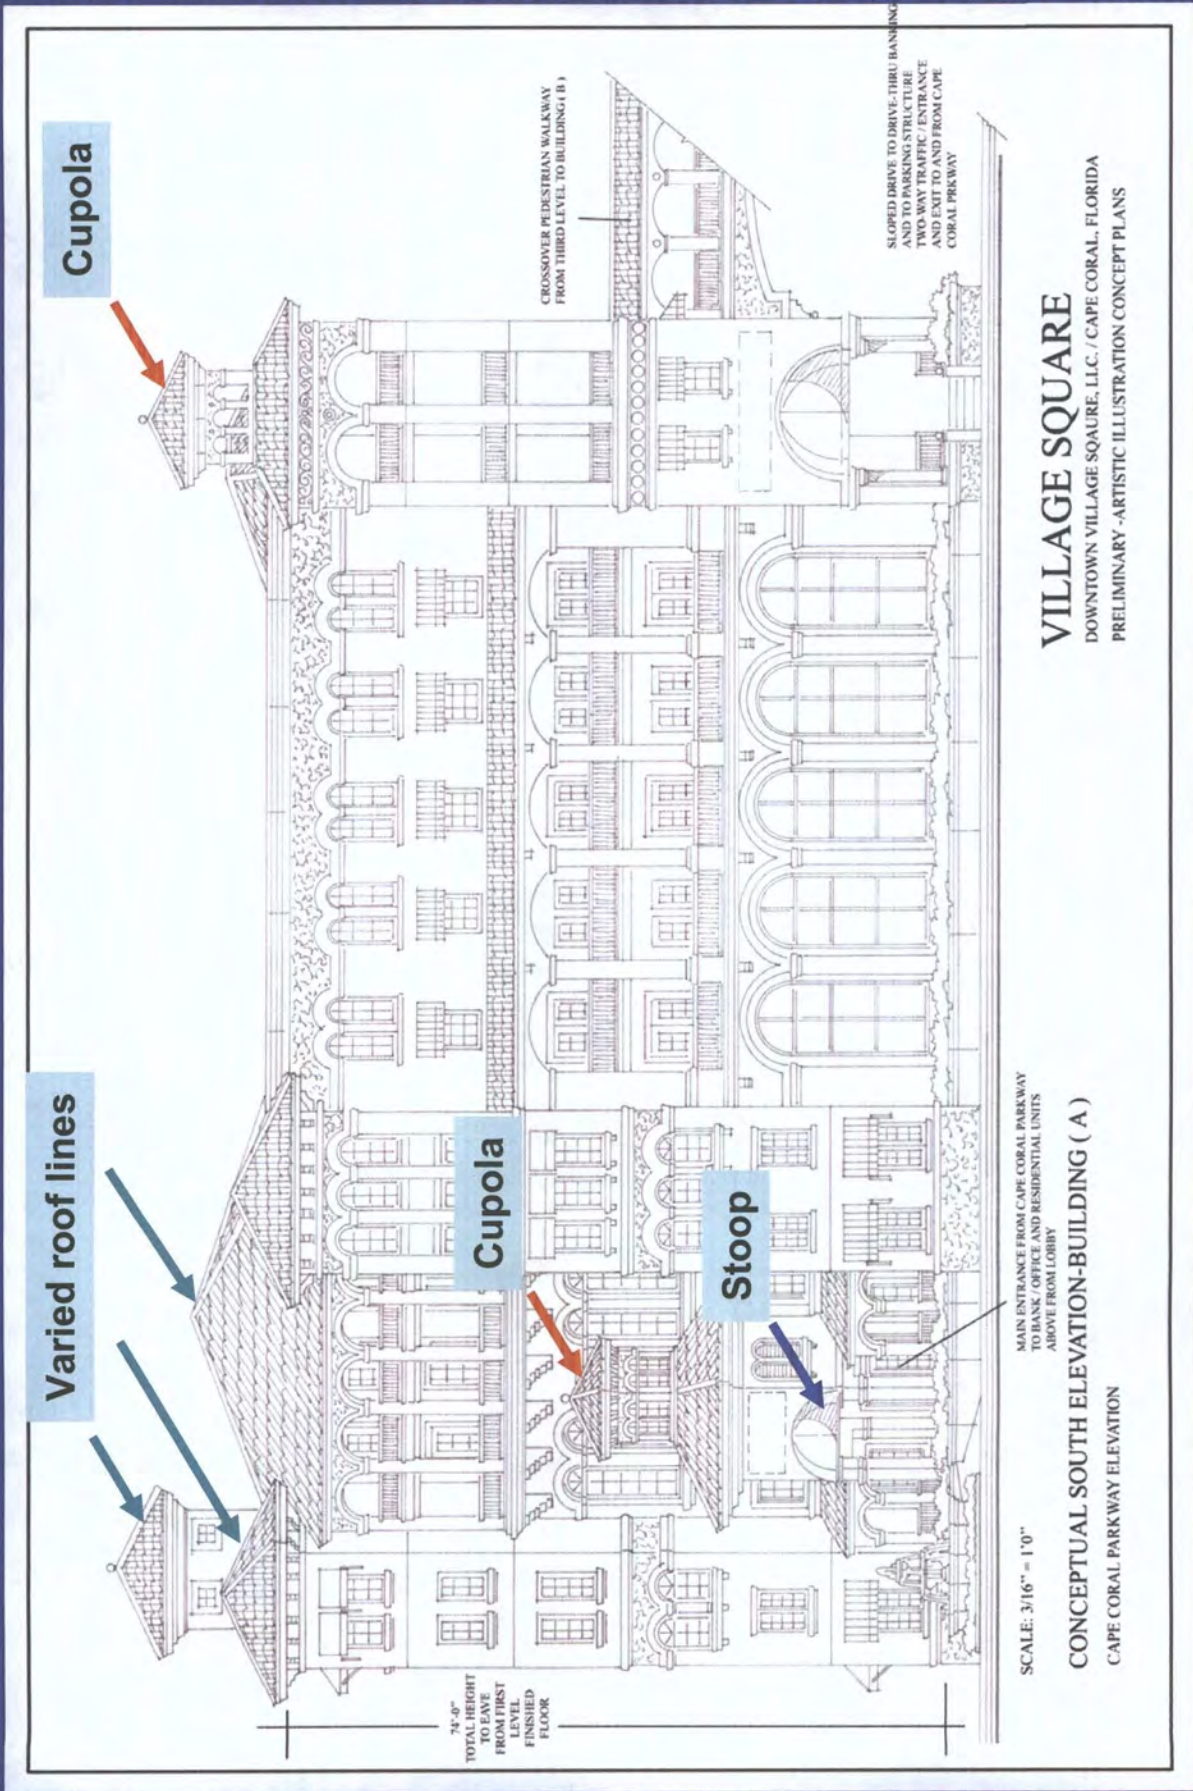 Varied roof lines
Cupola
Cupola
Stoop
74'-0"
TOTAL HEIGHT
TO EAVE
FROM FIRST
LEVEL
FINISHED
FLOOR
CROSSOVER PEDESTRIAN WALKWAY
FROM THIRD LEVEL TO BUILDING ( B )
SLOPED DRIVE TO DRIVE-THRU BANKING
AND TO PARKING STRUCTURE
TWO-WAY TRAFFIC / ENTRANCE
AND EXIT TO AND FROM CAPE
CORAL PRKWAY
MAIN ENTRANCE FROM CAPE CORAL PARKWAY
TO BANK / OFFICE AND RESIDENTIAL UNITS
ABOVE FROM LOBBY
SCALE: 3/16" = 1'0"
CONCEPTUAL SOUTH ELEVATION-BUILDING ( A )
CAPE CORAL PARKWAY ELEVATION
VILLAGE SQUARE
DOWNTOWN VILLAGE SQAURE, LLC. / CAPE CORAL, FLORIDA
PRELIMINARY -ARTISTIC ILLUSTRATION CONCEPT PLANS